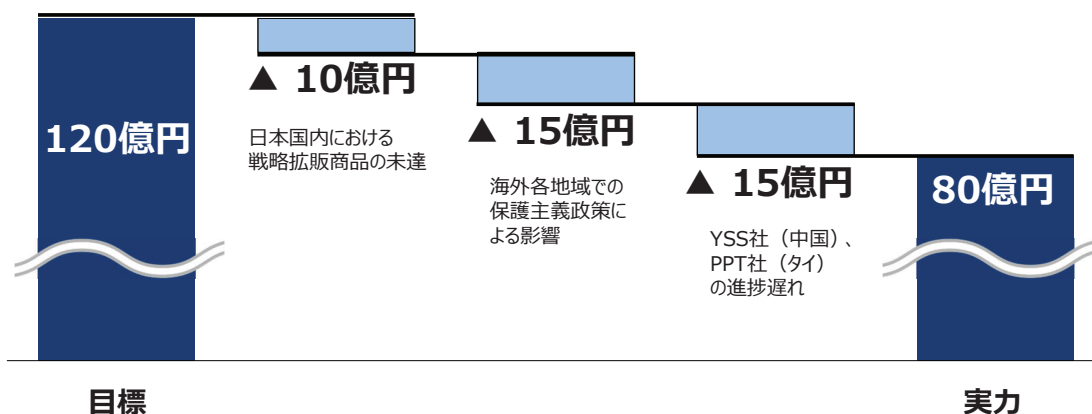 120億円
▲ 10億円
日本国内における
戦略拡販商品の未達
▲ 15億円
海外各地域での
保護主義政策に
よる影響
▲ 15億円
YSS社（中国）、
PPT社（タイ）
の進捗遅れ
80億円
目標
実力